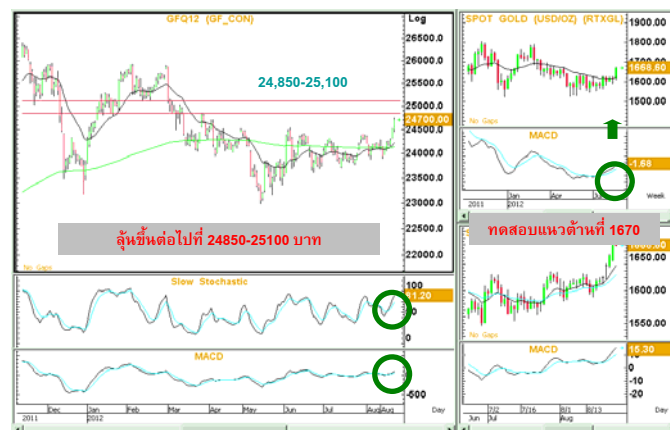 GFQ12 (GF_CON)
Log
26500.0
26000.0
25500.0
24,850-25,100
25000.0
24700.00
24500.0
24000.0
23500.0
23000.0
22500.0
22000.0
ลุ้นขึ้นต่อไปที่ 24850-25100 บาท
No Gaps
Slow Stochastic
100
0
MACD
-500
Dec Jan Feb Mar Apr May Jun Jul Aug Aug Day
2011 2012
SPOT GOLD (USD/OZ) (RTXGL)
1900.00
1800.00
1668.60
1600.00
1500.00
No Gaps
MACD
-1.68
Jan Apr Jul Week
2011 2012
ทดสอบแนวต้านที่ 1670
1650.00
1600.00
1550.00
No Gaps
MACD
15.30
-10
-20
7/2 7/16 8/1 8/13 Day
Jun Jul Aug